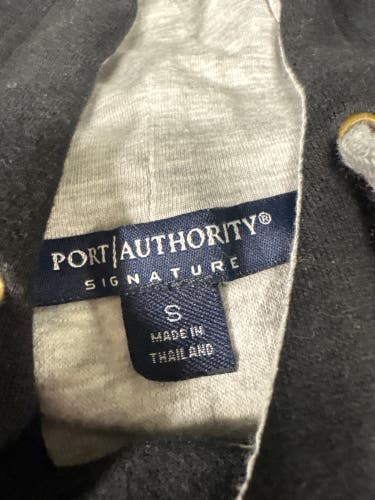 PORT|AUTHORITY®
SIGNATURE
S
MADE IN
THAILAND